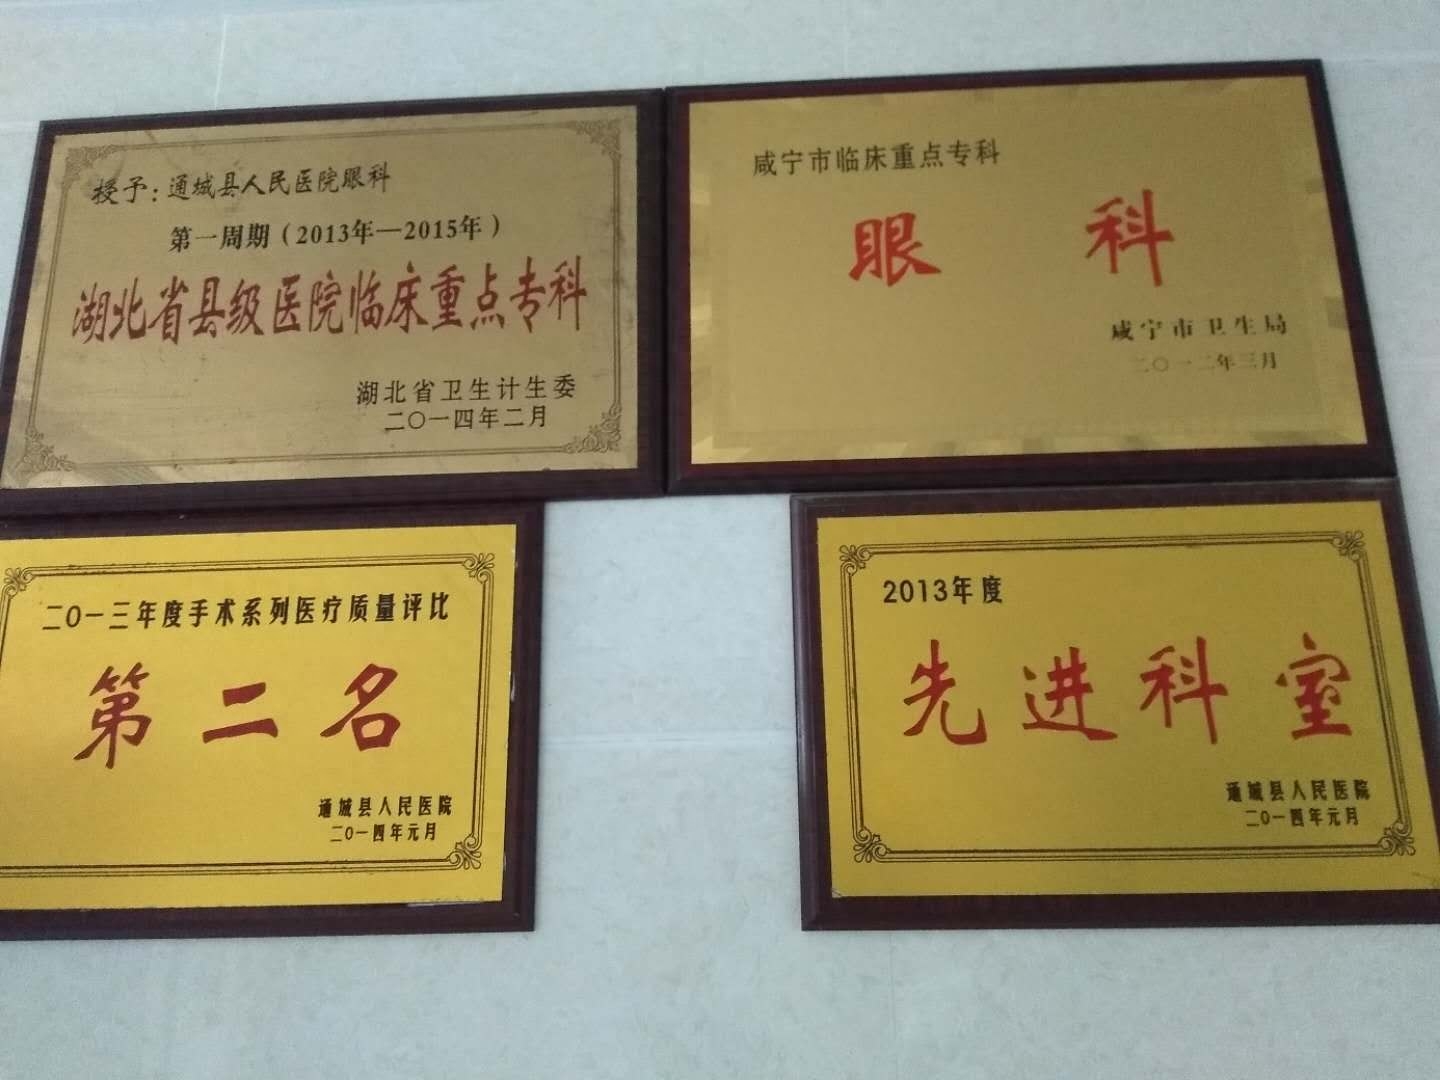 授予：通城县人民医院眼科
第一周期（2013年—2015年）
湖北省县级医院临床重点专科
湖北省卫生计生委
二〇一四年二月
咸宁市临床重点专科
眼 科
咸宁市卫生局
二〇一二年三月
二〇一三年度手术系列医疗质量评比
第二名
通城县人民医院
二〇一四年元月
2013年度
先进科室
通城县人民医院
二〇一四年元月